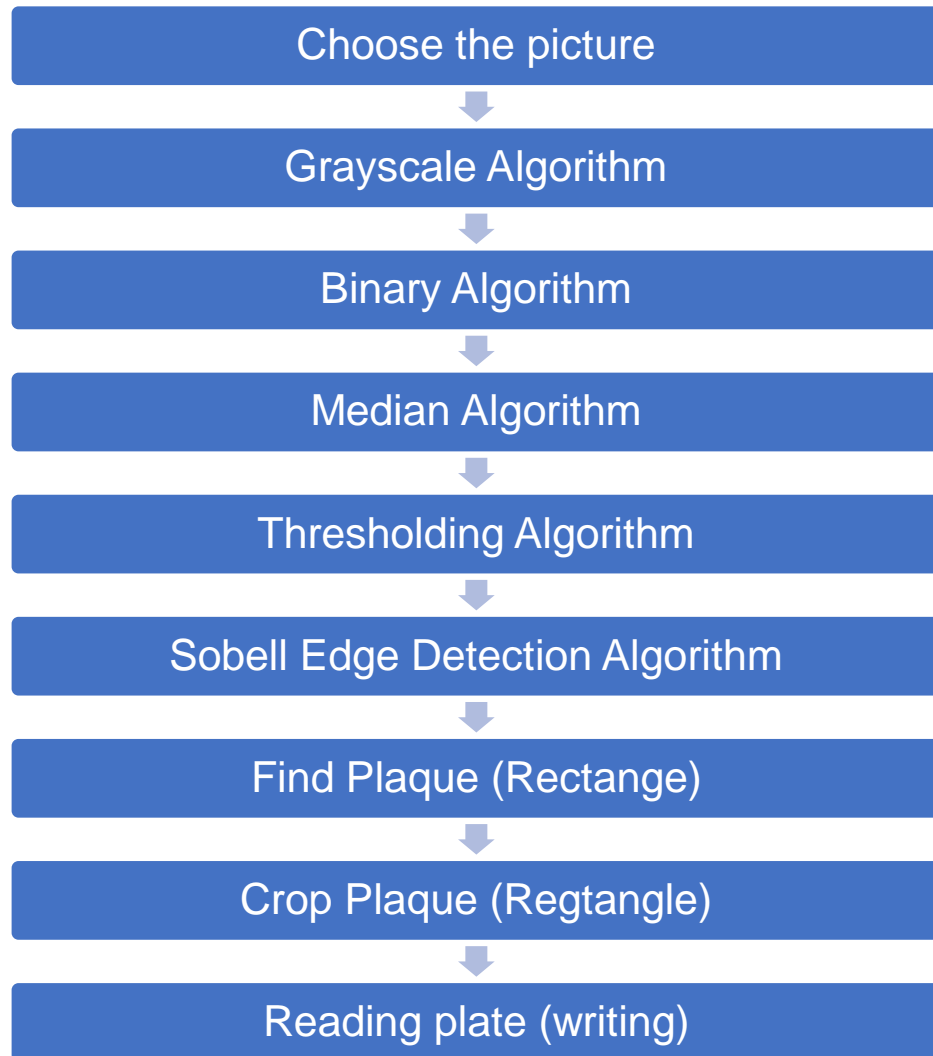 Choose the picture
Grayscale Algorithm
Binary Algorithm
Median Algorithm
Thresholding Algorithm
Sobell Edge Detection Algorithm
Find Plaque (Rectange)
Crop Plaque (Regtangle)
Reading plate (writing)